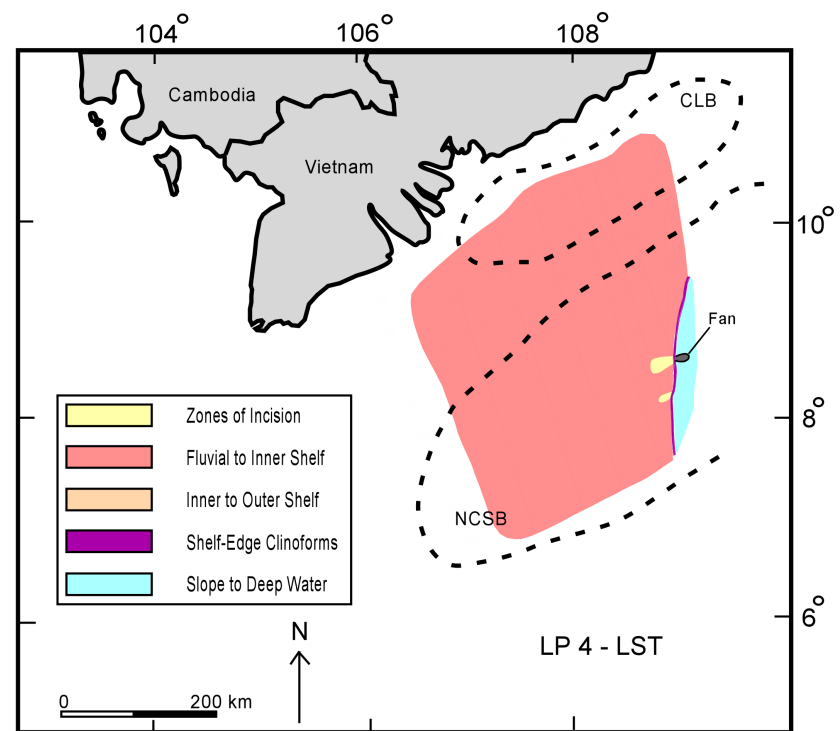 104°
106°
108°
Cambodia
CLB
Vietnam
10°
Fan
8°
Zones of Incision
Fluvial to Inner Shelf
Inner to Outer Shelf
Shelf-Edge Clinoforms
Slope to Deep Water
NCSB
6°
N
LP 4 - LST
0
200 km